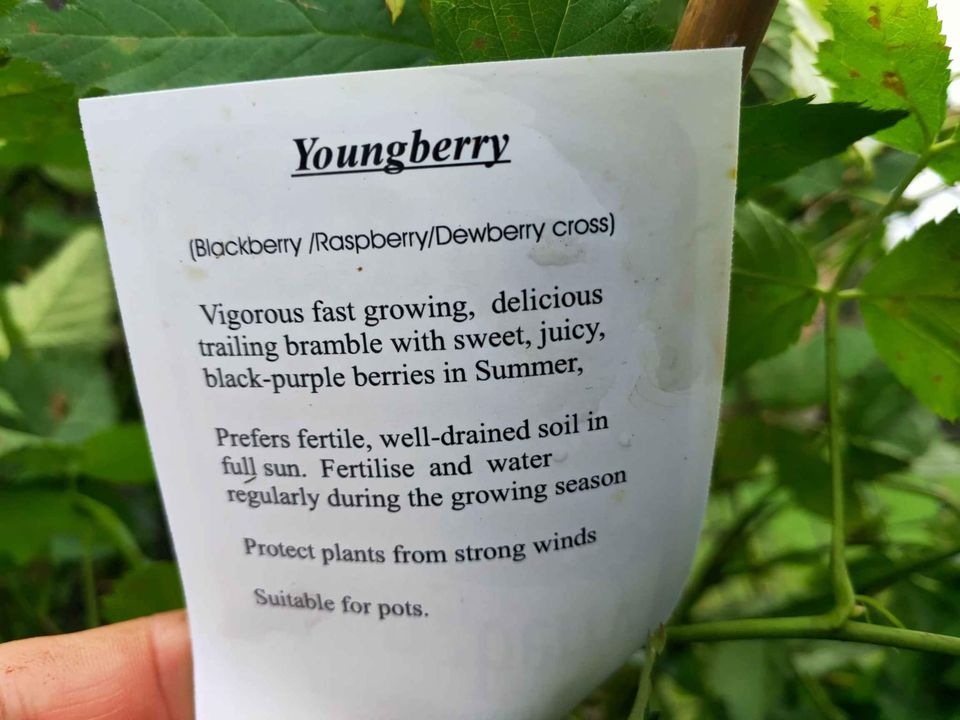 Youngberry
(Blackberry /Raspberry/Dewberry cross)
Vigorous fast growing, delicious
trailing bramble with sweet, juicy,
black-purple berries in Summer,
Prefers fertile, well-drained soil in
full sun. Fertilise and water
regularly during the growing season
Protect plants from strong winds
Suitable for pots.